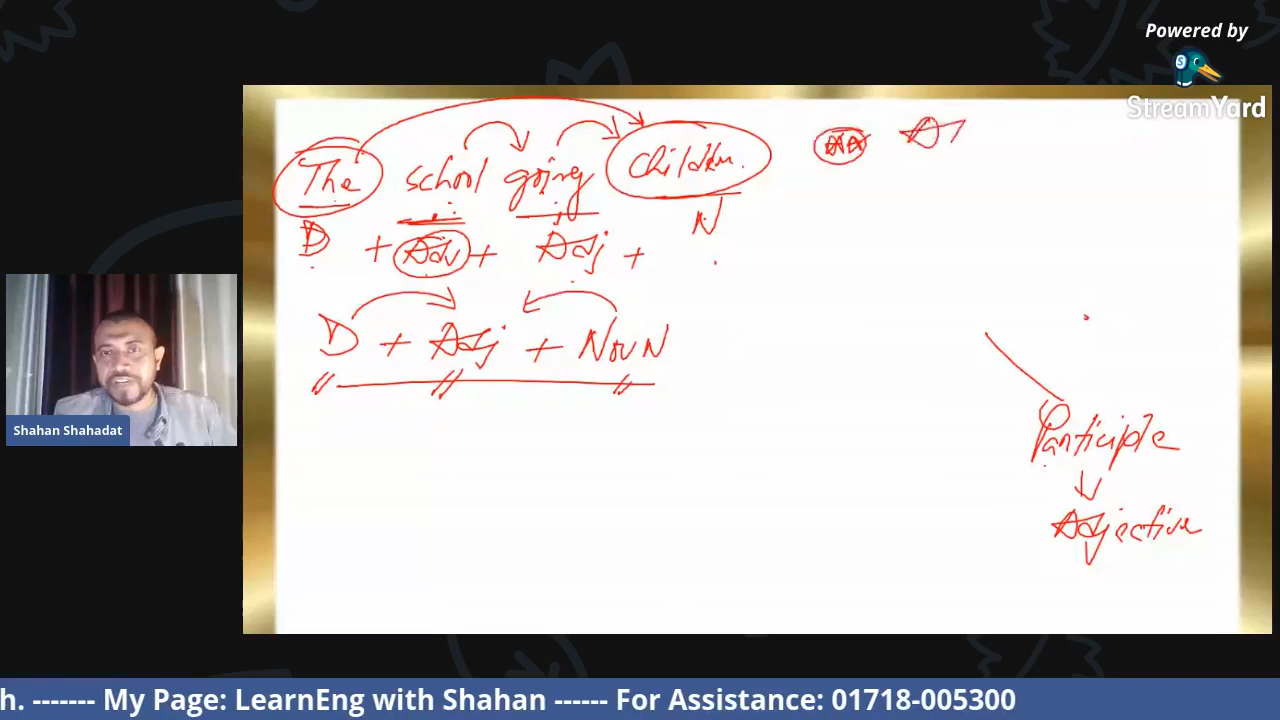 Powered by
StreamYard
The school going children.
D + Adv + Adj + N
D + Adj + Noun
Participle
Adjective
Shahan Shahadat
h. ------- My Page: LearnEng with Shahan ------ For Assistance: 01718-005300